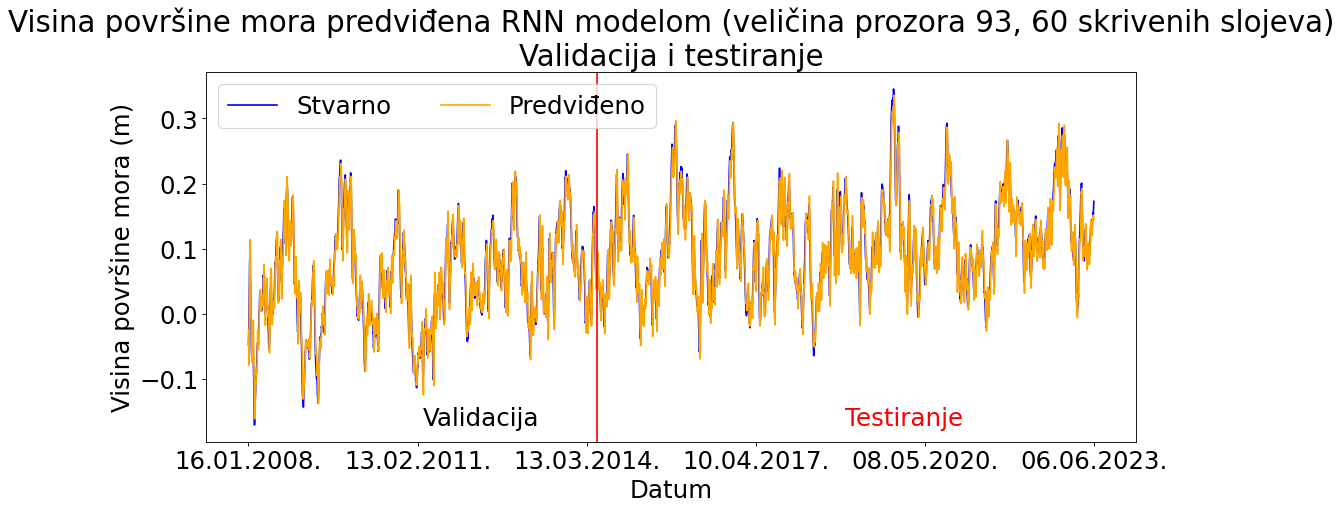 Visina površine mora predviđena RNN modelom (veličina prozora 93, 60 skrivenih slojeva)
Validacija i testiranje
Stvarno
Predviđeno
Visina površine mora (m)
0.3
0.2
0.1
0.0
−0.1
Validacija
Testiranje
16.01.2008.
13.02.2011.
13.03.2014.
10.04.2017.
08.05.2020.
06.06.2023.
Datum